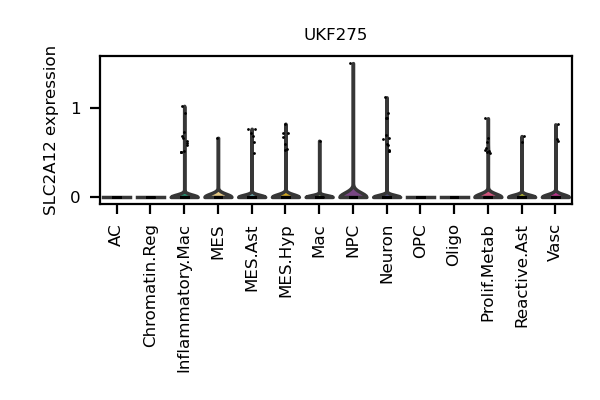 UKF275
SLC2A12 expression
1
0
AC
Chromatin.Reg
Inflammatory.Mac
MES
MES.Ast
MES.Hyp
Mac
NPC
Neuron
OPC
Oligo
Prolif.Metab
Reactive.Ast
Vasc